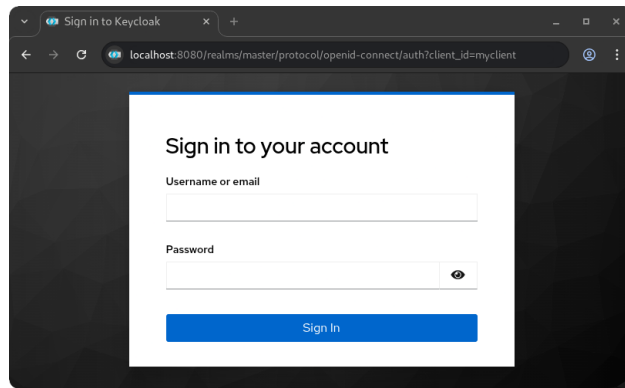 Sign in to Keycloak
localhost:8080/realms/master/protocol/openid-connect/auth?client_id=myclient
Sign in to your account
Username or email
Password
Sign In